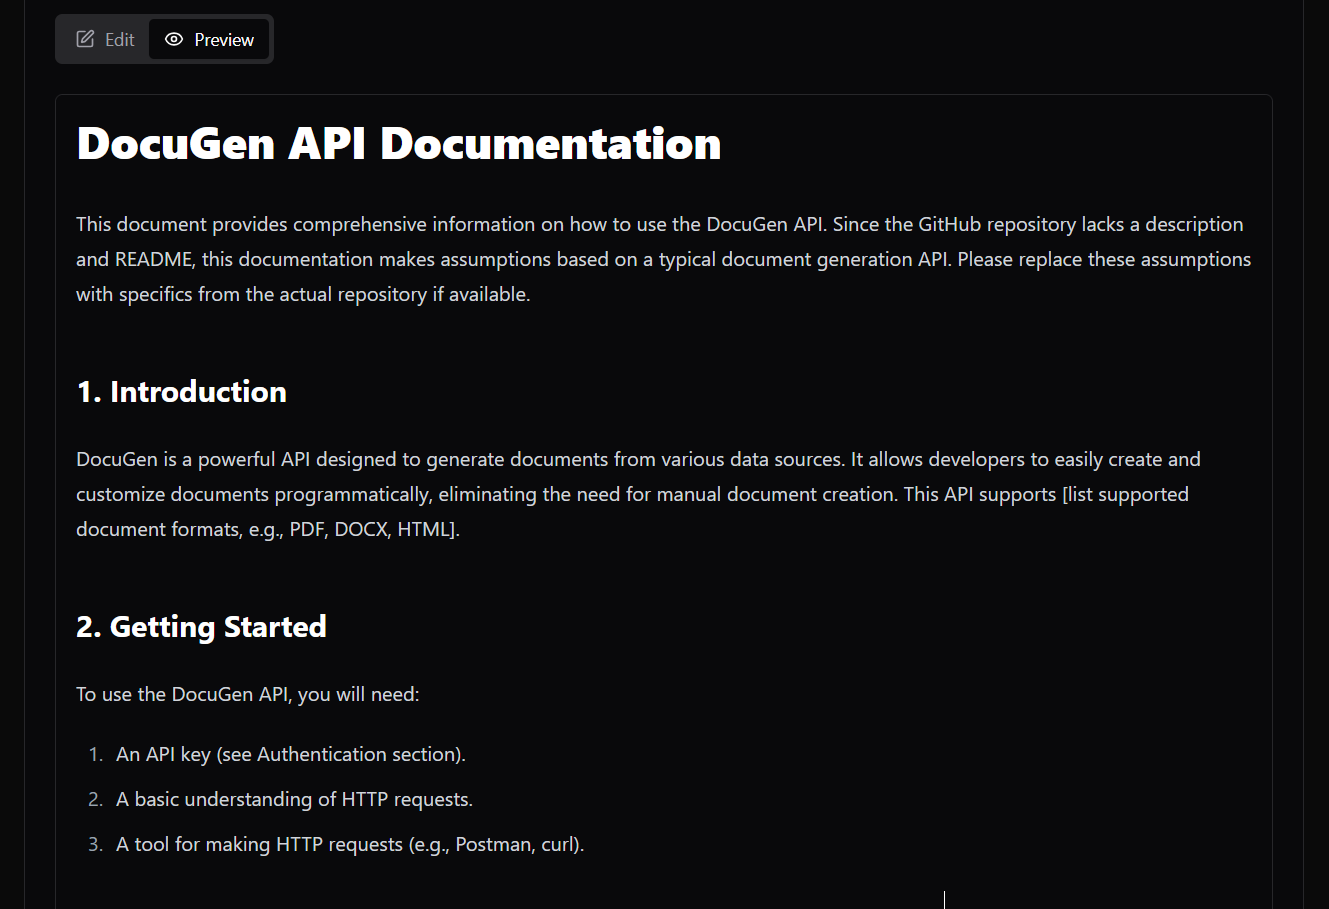 Edit
Preview
DocuGen API Documentation
This document provides comprehensive information on how to use the DocuGen API. Since the GitHub repository lacks a description
and README, this documentation makes assumptions based on a typical document generation API. Please replace these assumptions
with specifics from the actual repository if available.
1. Introduction
DocuGen is a powerful API designed to generate documents from various data sources. It allows developers to easily create and
customize documents programmatically, eliminating the need for manual document creation. This API supports [list supported
document formats, e.g., PDF, DOCX, HTML].
2. Getting Started
To use the DocuGen API, you will need:
1. An API key (see Authentication section).
2. A basic understanding of HTTP requests.
3. A tool for making HTTP requests (e.g., Postman, curl).